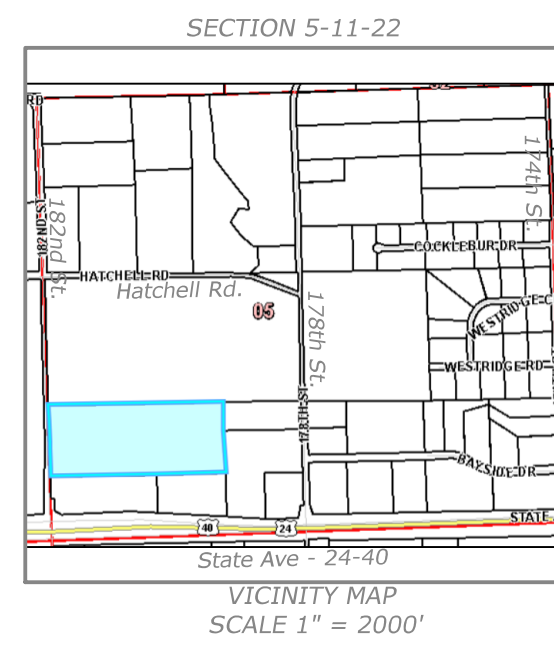 SECTION 5-11-22
RD
174th St.
182ND ST
182nd St.
COCKLEBUR DR
HATCHELL RD
Hatchell Rd.
05
178th St.
WESTRIDGE C
WESTRIDGE RD
178TH ST
BAYSIDE DR
STATE
40
24
State Ave - 24-40
VICINITY MAP
SCALE 1" = 2000'